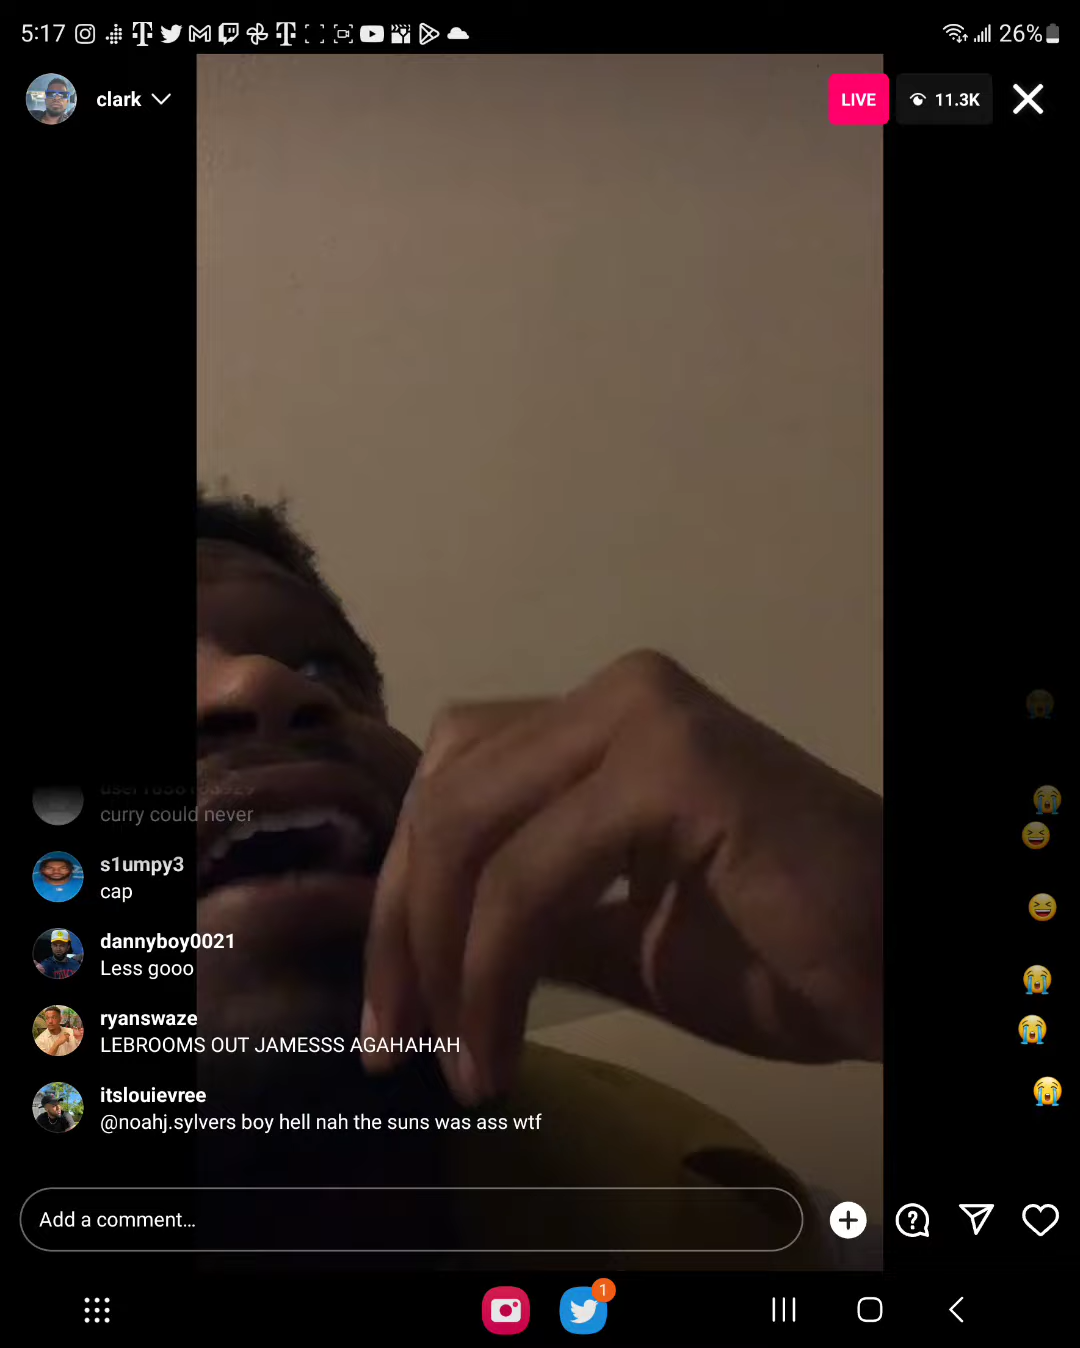 5:17
26%
clark
LIVE
11.3K
curry could never
s1umpy3
cap
dannyboy0021
Less gooo
ryanswaze
LEBROOMS OUT JAMESSS AGAHAHAH
itslouievree
@noahj.sylvers boy hell nah the suns was ass wtf
Add a comment...
1